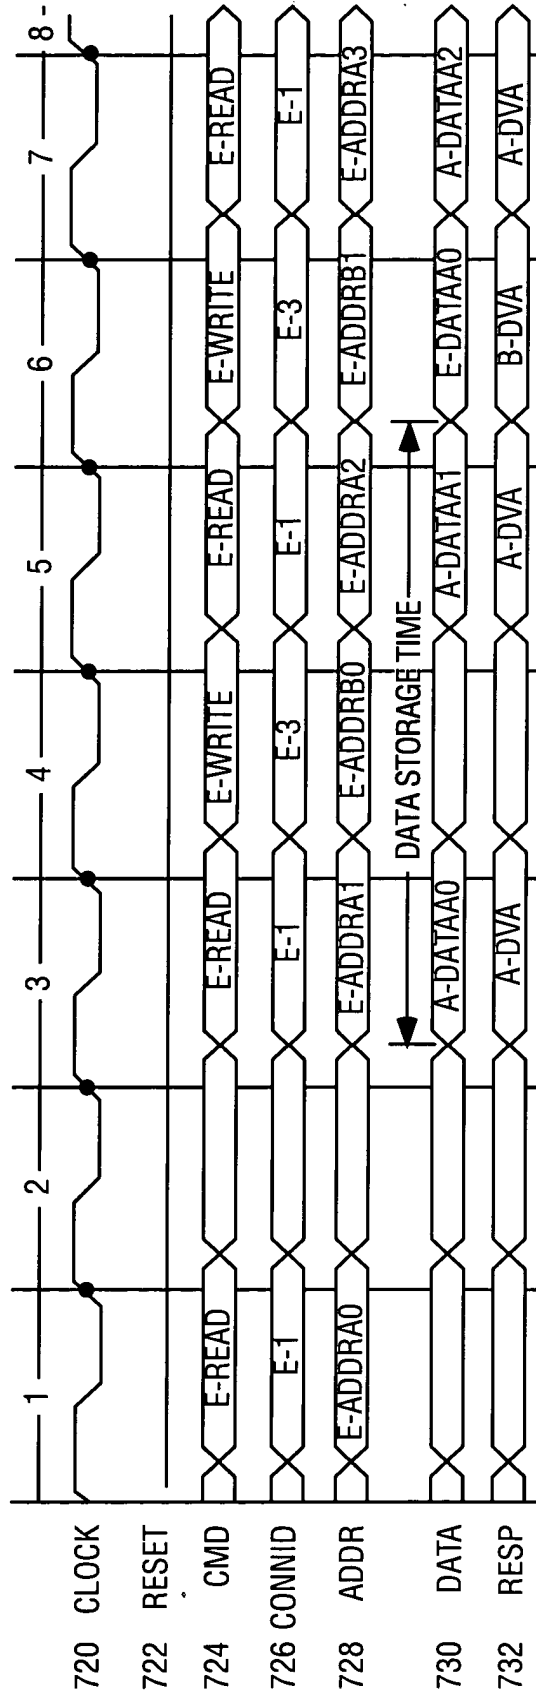 1 2 3 4 5 6 7 8
720 CLOCK
722 RESET
724 CMD E-READ E-READ E-WRITE E-READ E-WRITE E-READ
726 CONNID E-1 E-1 E-3 E-1 E-3 E-1
728 ADDR E-ADDRA0 E-ADDRA1 E-ADDRB0 E-ADDRA2 E-ADDRB1 E-ADDRA3
DATA STORAGE TIME
730 DATA A-DATAA0 A-DATAA1 E-DATAA0 A-DATAA2
732 RESP A-DVA A-DVA B-DVA A-DVA